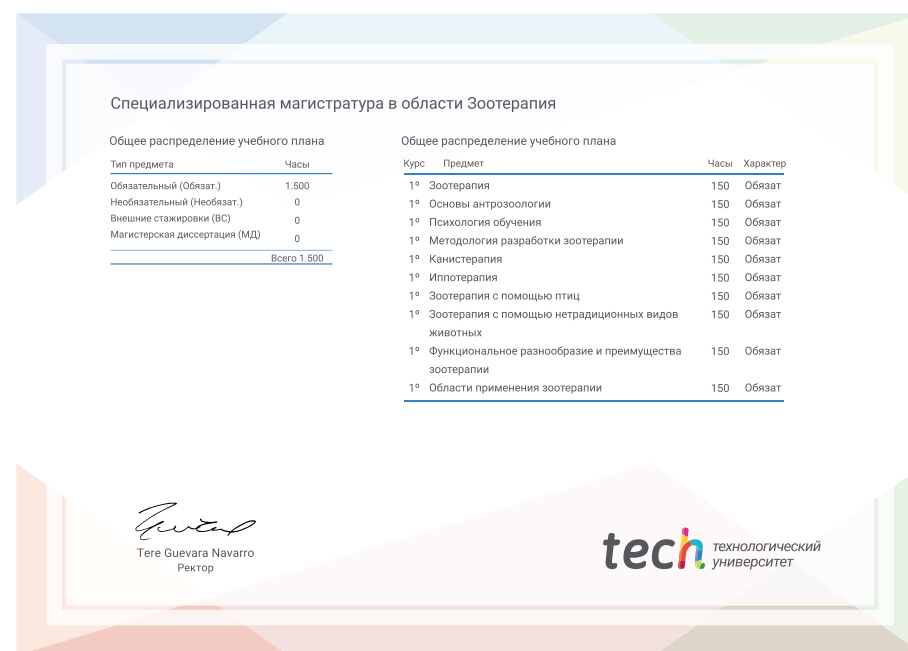 Специализированная магистратура в области Зоотерапия
Общее распределение учебного плана
Тип предмета Часы
Обязательный (Обязат.) 1.500
Необязательный (Необязат.) 0
Внешние стажировки (ВС) 0
Магистерская диссертация (МД) 0
Всего 1.500
Общее распределение учебного плана
Курс Предмет Часы Характер
1º Зоотерапия 150 Обязат
1º Основы антрозоологии 150 Обязат
1º Психология обучения 150 Обязат
1º Методология разработки зоотерапии 150 Обязат
1º Канистерапия 150 Обязат
1º Иппотерапия 150 Обязат
1º Зоотерапия с помощью птиц 150 Обязат
1º Зоотерапия с помощью нетрадиционных видов 150 Обязат
животных
1º Функциональное разнообразие и преимущества 150 Обязат
зоотерапии
1º Области применения зоотерапии 150 Обязат
Tere Guevara Navarro
Ректор
tech технологический
университет